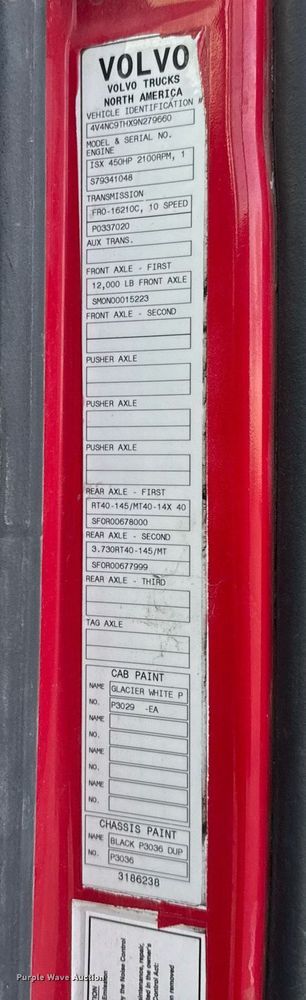 VOLVO
VOLVO TRUCKS
NORTH AMERICA
VEHICLE IDENTIFICATION #
4V4NC9THX9N279660
MODEL & SERIAL NO.
ENGINE
ISX 450HP 2100RPM, 1
S79341048
TRANSMISSION
FRO-16210C, 10 SPEED
P0337020
AUX TRANS.
FRONT AXLE - FIRST
12,000 LB FRONT AXLE
SMON00015223
FRONT AXLE - SECOND
PUSHER AXLE
PUSHER AXLE
PUSHER AXLE
REAR AXLE - FIRST
RT40-145/MT40-14X 40
SFOR00678000
REAR AXLE - SECOND
3.730RT40-145/MT
SFOR00677999
REAR AXLE - THIRD
TAG AXLE
CAB PAINT
NAME GLACIER WHITE P
NO. P3029 -EA
NAME
NO.
NAME
NO.
NAME
NO.
CHASSIS PAINT
NAME BLACK P3036 DUP
NO. P3036
3186238
Purple Wave Auction